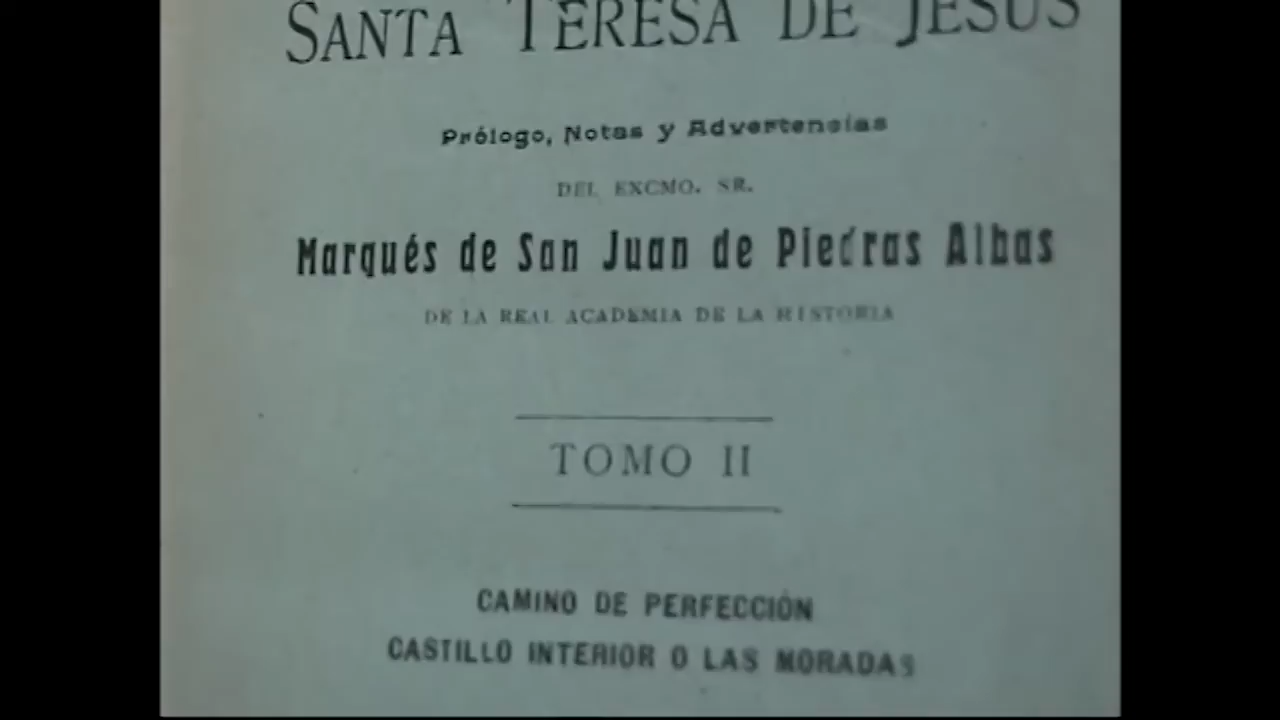 SANTA TERESA DE JESÚS
Prólogo, Notas y Advertencias
DEL EXCMO. SR.
Marqués de San Juan de Piedras Albas
DE LA REAL ACADEMIA DE LA HISTORIA
TOMO II
CAMINO DE PERFECCIÓN
CASTILLO INTERIOR O LAS MORADAS